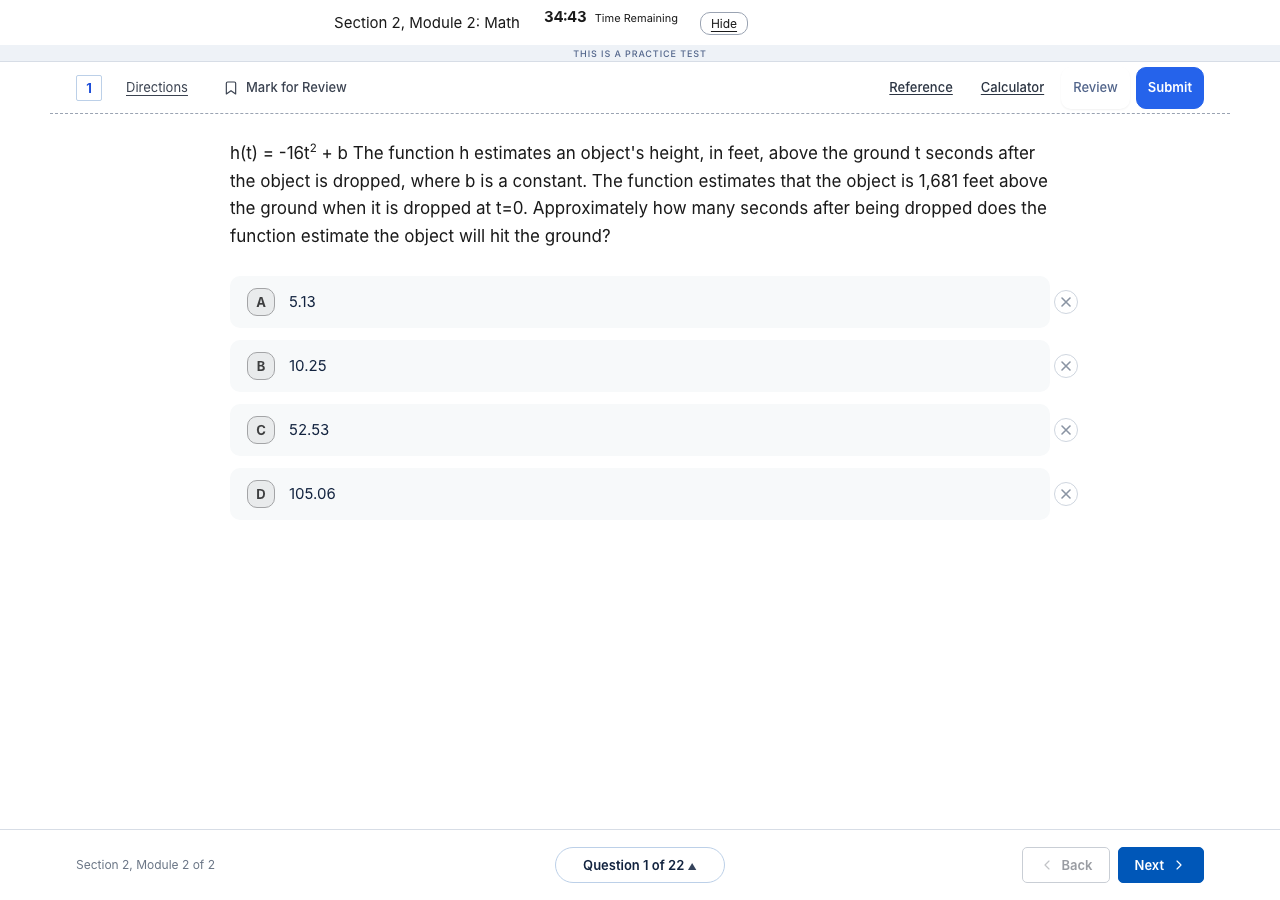 Section 2, Module 2: Math
34:43 Time Remaining
Hide
THIS IS A PRACTICE TEST
1
Directions
Mark for Review
Reference
Calculator
Review
Submit
h(t) = -16t² + b The function h estimates an object's height, in feet, above the ground t seconds after
the object is dropped, where b is a constant. The function estimates that the object is 1,681 feet above
the ground when it is dropped at t=0. Approximately how many seconds after being dropped does the
function estimate the object will hit the ground?
A 5.13
B 10.25
C 52.53
D 105.06
Section 2, Module 2 of 2
Question 1 of 22 ▲
Back
Next